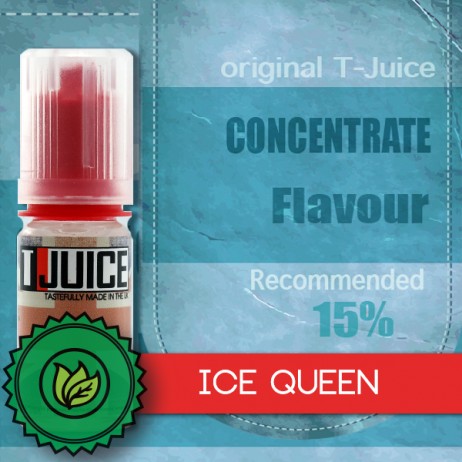 original T-Juice
CONCENTRATE
Flavour
Recommended
15%
T JUICE
TASTEFULLY MADE IN THE UK
ICE QUEEN